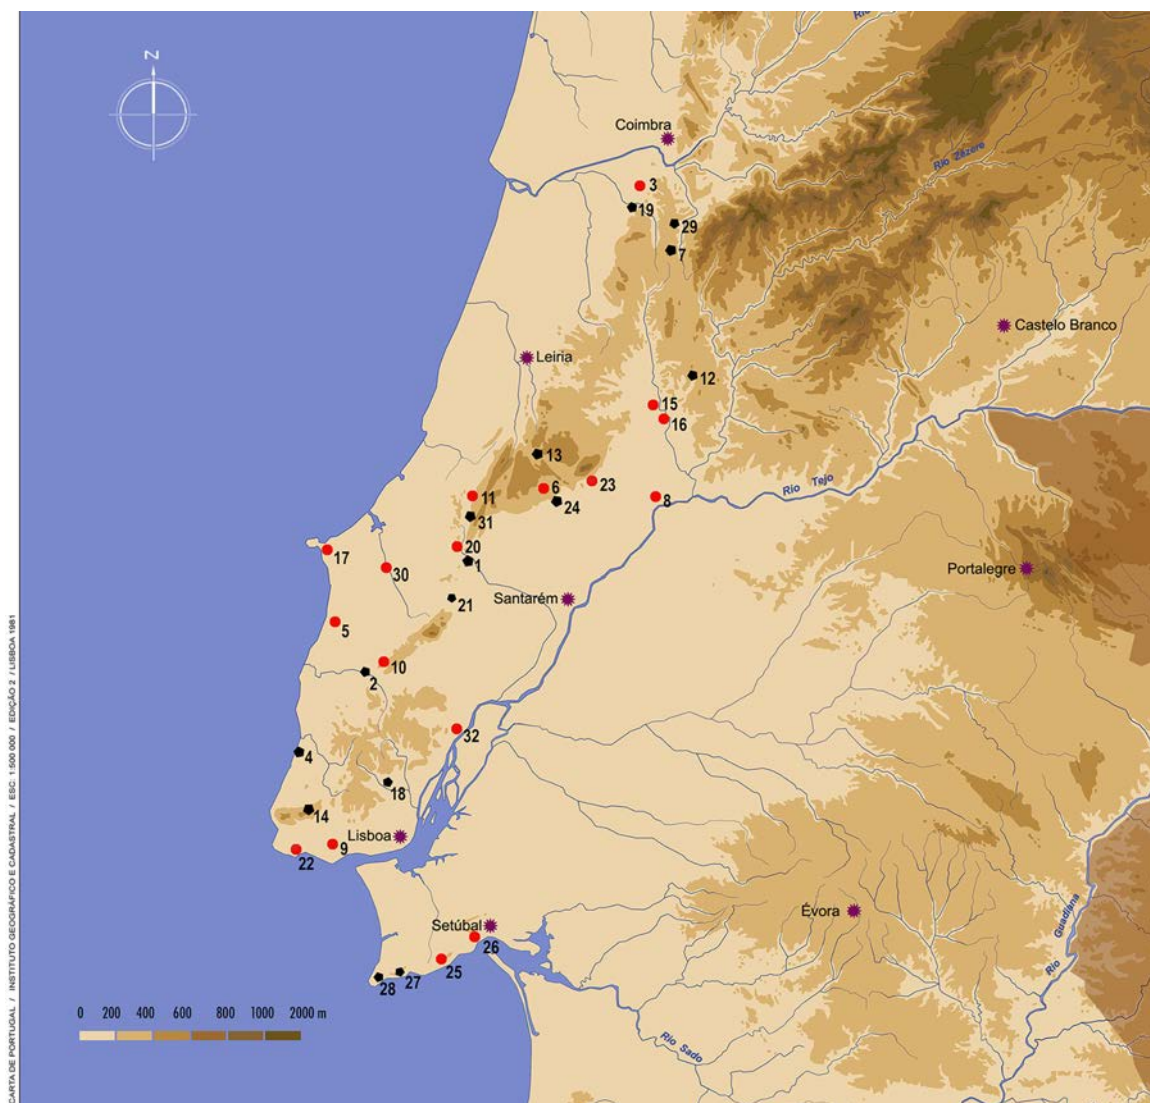 N
Coimbra
Rio
Rio Zêzere
3
19
29
7
Castelo Branco
Leiria
12
15
16
13
6
23
11
24
8
Rio Tejo
31
17
20
1
30
Portalegre
21
Santarém
5
10
2
32
4
18
14
Lisboa
9
22
Évora
Rio Guadiana
Setúbal
26
25
27
28
0 200 400 600 800 1000 2000 m
Rio Sado
CARTA DE PORTUGAL / INSTITUTO GEOGRÁFICO E CADASTRAL / ESC: 1:500 000 / EDIÇÃO 2 / LISBOA 1981